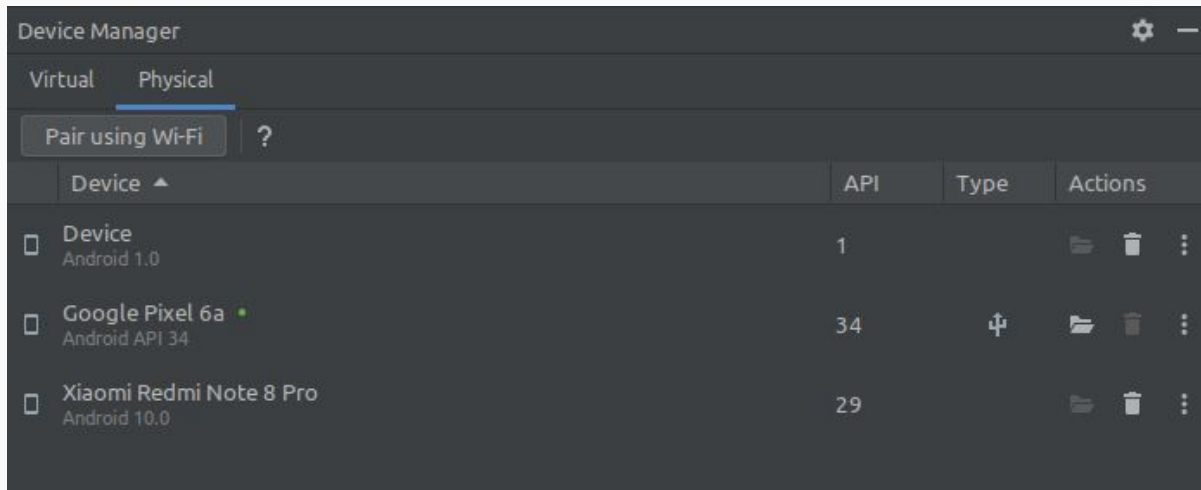 Device Manager
Virtual Physical
Pair using Wi-Fi ?
Device API Type Actions
Device
Android 1.0
1
Google Pixel 6a
Android API 34
34
Xiaomi Redmi Note 8 Pro
Android 10.0
29